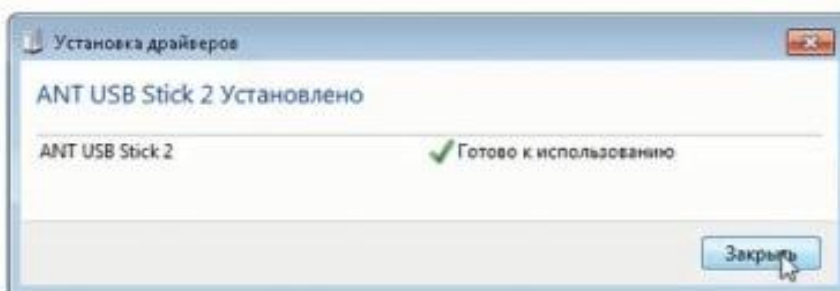 Установка драйверов
ANT USB Stick 2 Установлено
ANT USB Stick 2 Готово к использованию
Закрыть